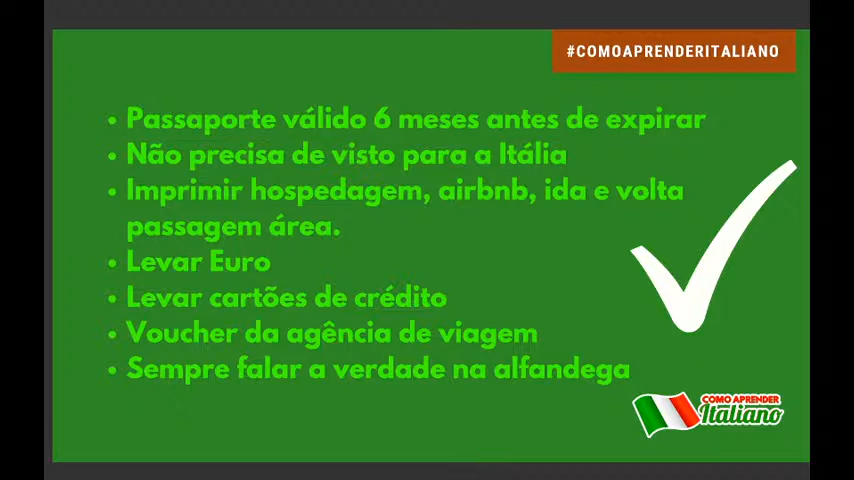 #COMOAPRENDERITALIANO
• Passaporte válido 6 meses antes de expirar
• Não precisa de visto para a Itália
• Imprimir hospedagem, airbnb, ida e volta
passagem área.
• Levar Euro
• Levar cartões de crédito
• Voucher da agência de viagem
• Sempre falar a verdade na alfandega
COMO APRENDER
Italiano